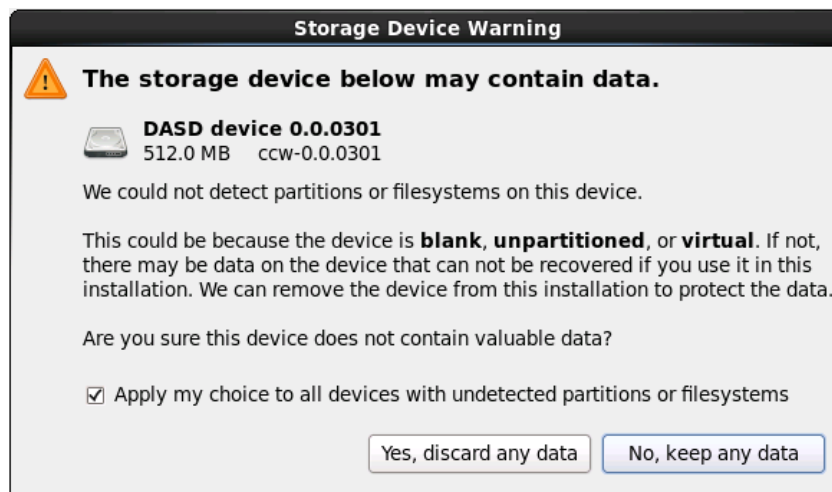 Storage Device Warning
The storage device below may contain data.
DASD device 0.0.0301
512.0 MB ccw-0.0.0301
We could not detect partitions or filesystems on this device.
This could be because the device is blank, unpartitioned, or virtual. If not,
there may be data on the device that can not be recovered if you use it in this
installation. We can remove the device from this installation to protect the data.
Are you sure this device does not contain valuable data?
Apply my choice to all devices with undetected partitions or filesystems
Yes, discard any data No, keep any data